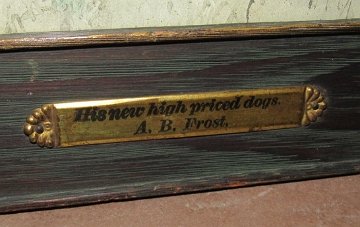 His new high priced dogs.
A. B. Frost,